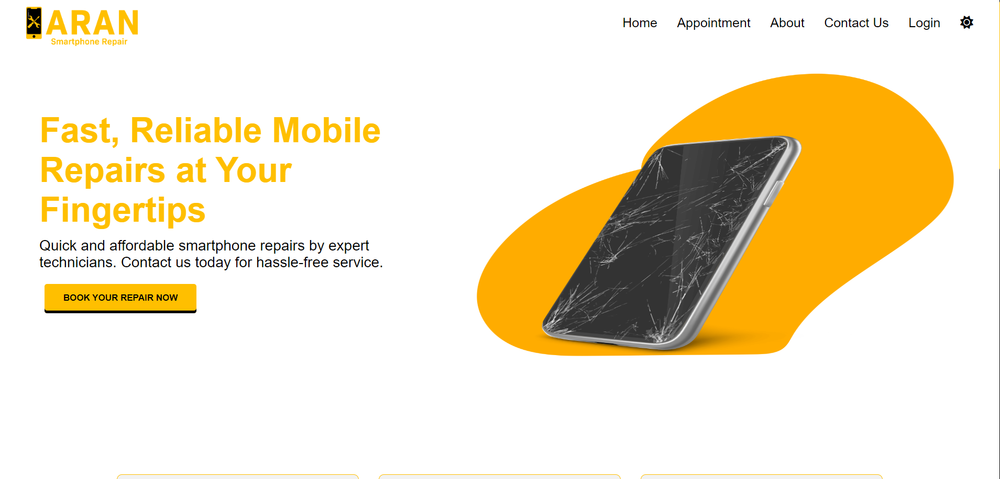 ARAN
Smartphone Repair
Home
Appointment
About
Contact Us
Login
Fast, Reliable Mobile
Repairs at Your
Fingertips
Quick and affordable smartphone repairs by expert
technicians. Contact us today for hassle-free service.
BOOK YOUR REPAIR NOW